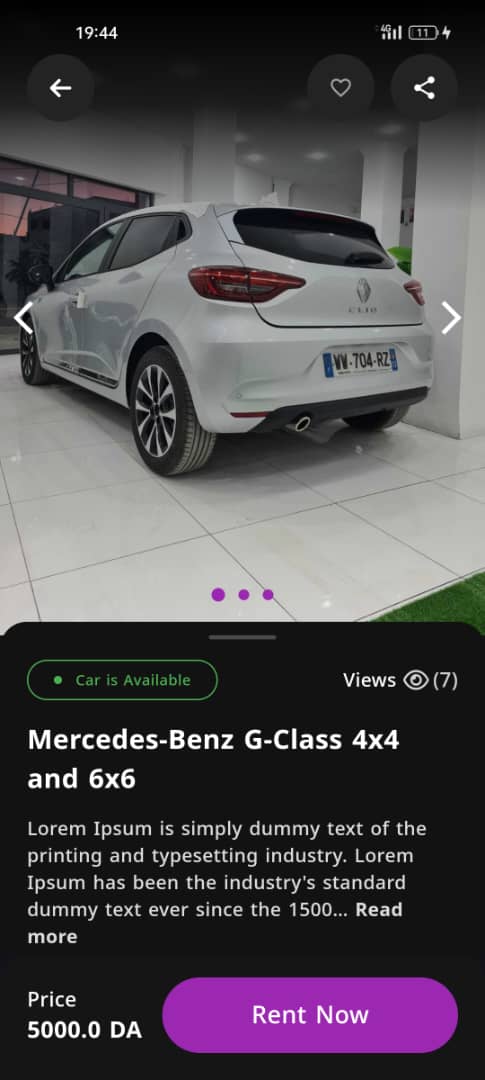 19:44
4G
11
CLIO
WW-704-RZ
Car is Available
Views (7)
Mercedes-Benz G-Class 4x4
and 6x6
Lorem Ipsum is simply dummy text of the
printing and typesetting industry. Lorem
Ipsum has been the industry's standard
dummy text ever since the 1500... Read
more
Price
5000.0 DA
Rent Now